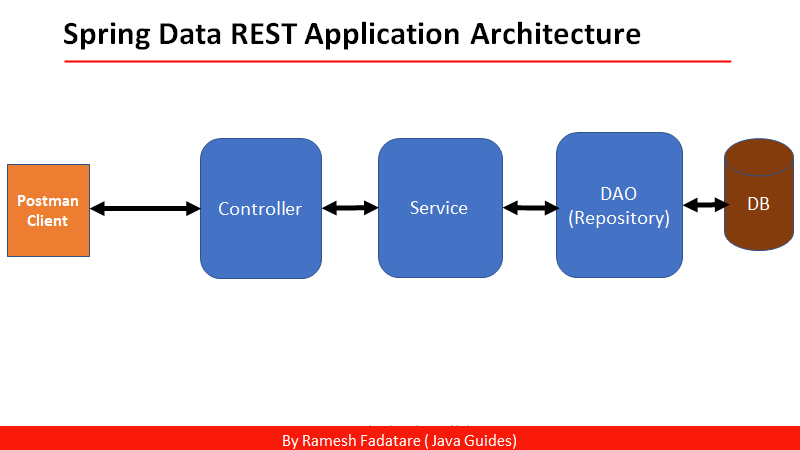 Spring Data REST Application Architecture
Postman
Client
Controller
Service
DAO
(Repository)
DB
By Ramesh Fadatare ( Java Guides)